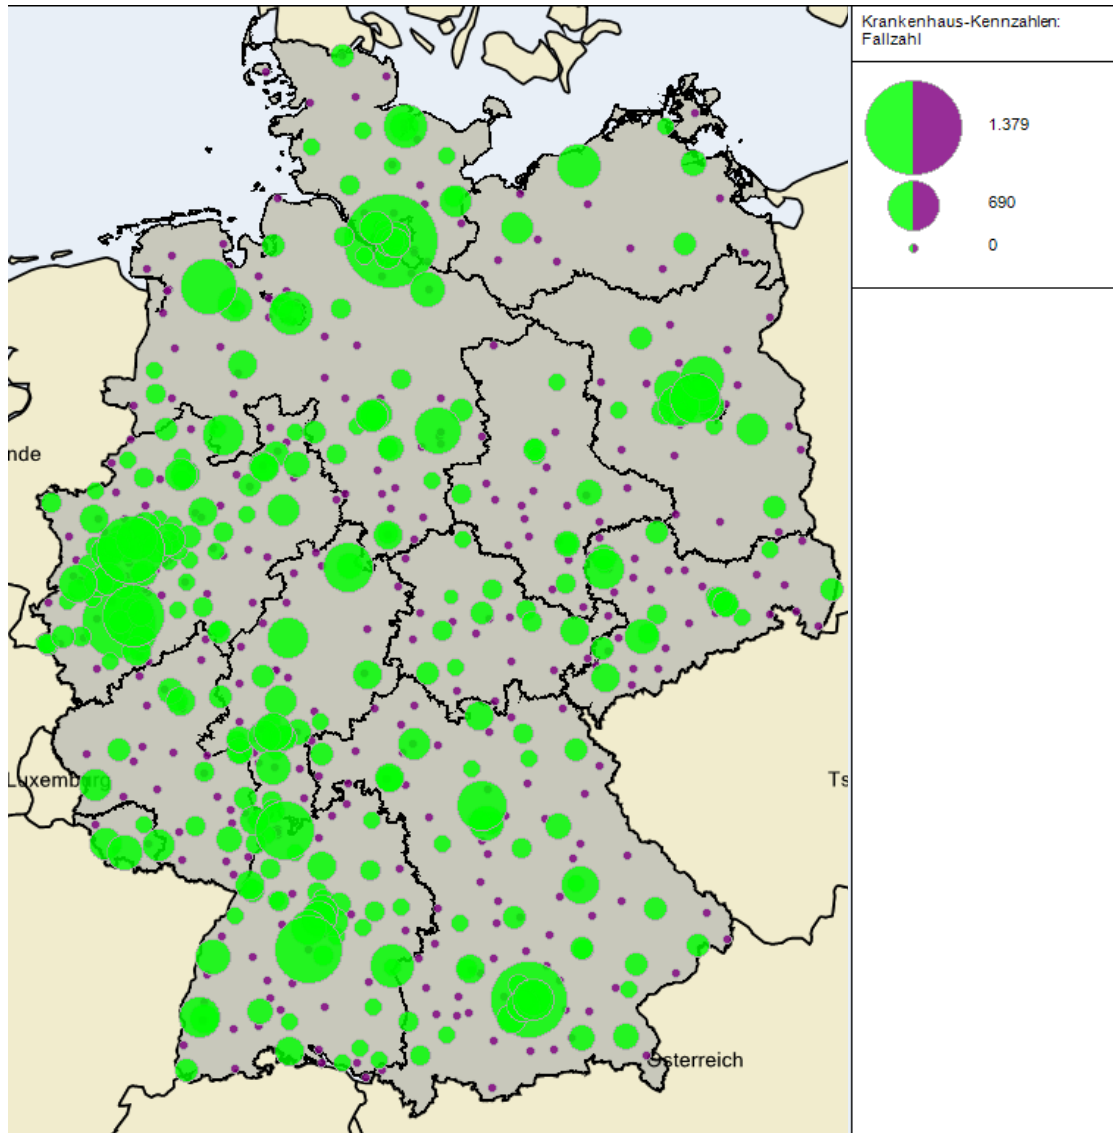 Krankenhaus-Kennzahlen:
Fallzahl
1.379
690
0
nde
Luxemburg
Ts
Österreich